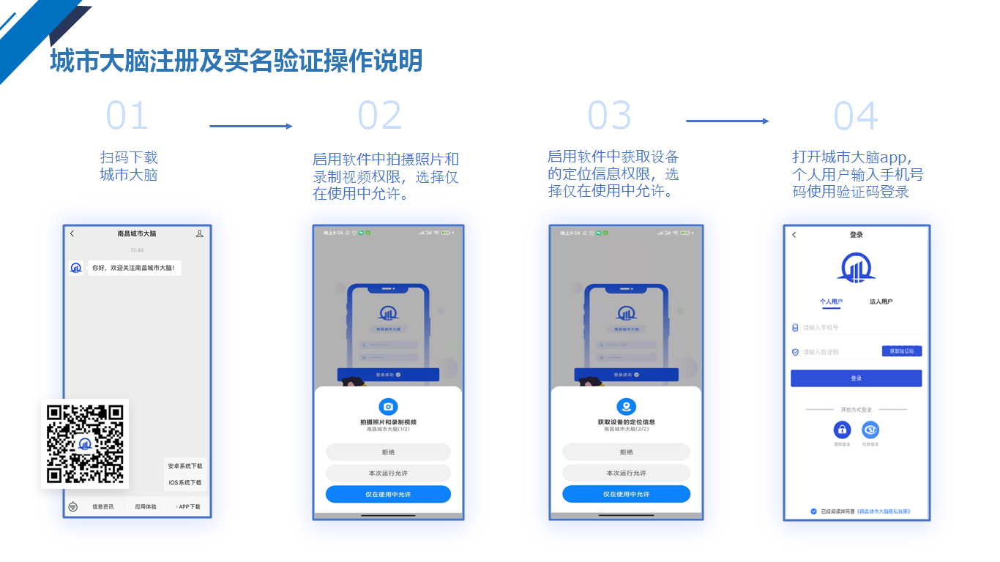 城市大脑注册及实名验证操作说明
01
02
03
04
扫码下载
城市大脑
启用软件中拍摄照片和
录制视频权限，选择仅
在使用中允许。
启用软件中获取设备
的定位信息权限，选
择仅在使用中允许。
打开城市大脑app，
个人用户输入手机号
码使用验证码登录
南昌城市大脑
13:49
你好，欢迎关注南昌城市大脑！
安卓系统下载
IOS系统下载
信息资讯
应用体验
APP下载
晚上9:26
南昌城市大脑
登录成功
拍摄照片和录制视频
南昌城市大脑(1/2)
拒绝
本次运行允许
仅在使用中允许
晚上9:26
南昌城市大脑
登录成功
获取设备的定位信息
南昌城市大脑(2/2)
拒绝
本次运行允许
仅在使用中允许
登录
个人用户
法人用户
请输入手机号
请输入验证码
获取验证码
登录
其他方式登录
密码登录
社保登录
已经阅读并同意《南昌城市大脑隐私政策》